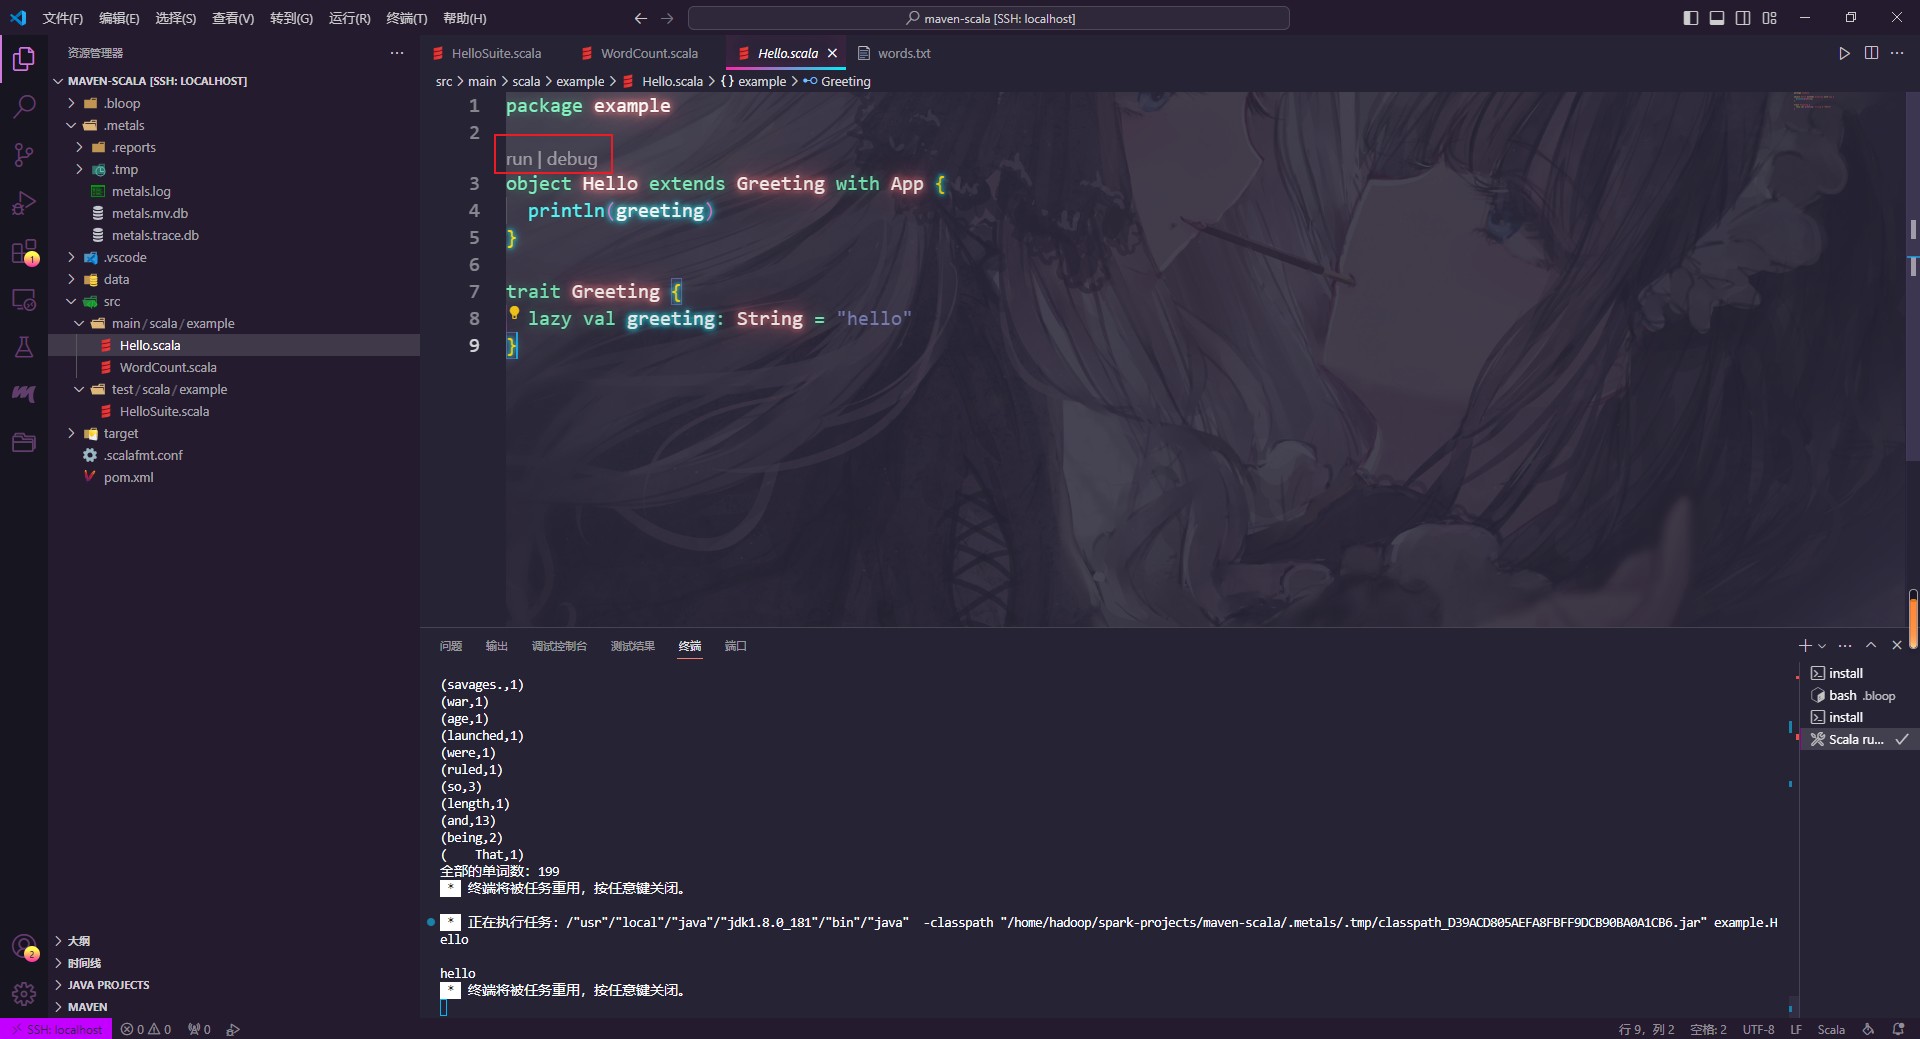 文件(F) 编辑(E) 选择(S) 查看(V) 转到(G) 运行(R) 终端(T) 帮助(H)
maven-scala [SSH: localhost]
资源管理器
MAVEN-SCALA [SSH: LOCALHOST]
.bloop
.metals
.reports
.tmp
metals.log
metals.mv.db
metals.trace.db
.vscode
data
src
main/scala/example
Hello.scala
WordCount.scala
test/scala/example
HelloSuite.scala
target
.scalafmt.conf
pom.xml
大纲
时间线
JAVA PROJECTS
MAVEN
1
2
HelloSuite.scala WordCount.scala Hello.scala words.txt
src > main > scala > example > Hello.scala > {} example > Greeting
1 package example
2
run | debug
3 object Hello extends Greeting with App {
4 println(greeting)
5 }
6
7 trait Greeting {
8 lazy val greeting: String = "hello"
9 }
问题 输出 调试控制台 测试结果 终端 端口
(savages.,1)
(war,1)
(age,1)
(launched,1)
(were,1)
(ruled,1)
(so,3)
(length,1)
(and,13)
(being,2)
(    That,1)
全部的单词数: 199
* 终端将被任务重用，按任意键关闭。
* 正在执行任务: /"usr"/"local"/"java"/"jdk1.8.0_181"/"bin"/"java"  -classpath "/home/hadoop/spark-projects/maven-scala/.metals/.tmp/classpath_D39ACD805AEFA8FBFF9DCB90BA0A1CB6.jar" example.H
ello
hello
* 终端将被任务重用，按任意键关闭。
install
bash .bloop
install
Scala ru...
SSH: localhost 0 0 0
行 9，列 2 空格: 2 UTF-8 LF Scala